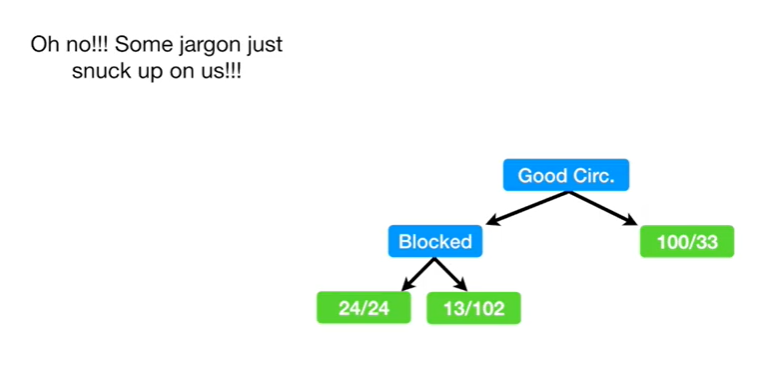 Oh no!!! Some jargon just
snuck up on us!!!
Good Circ.
Blocked
100/33
24/24
13/102